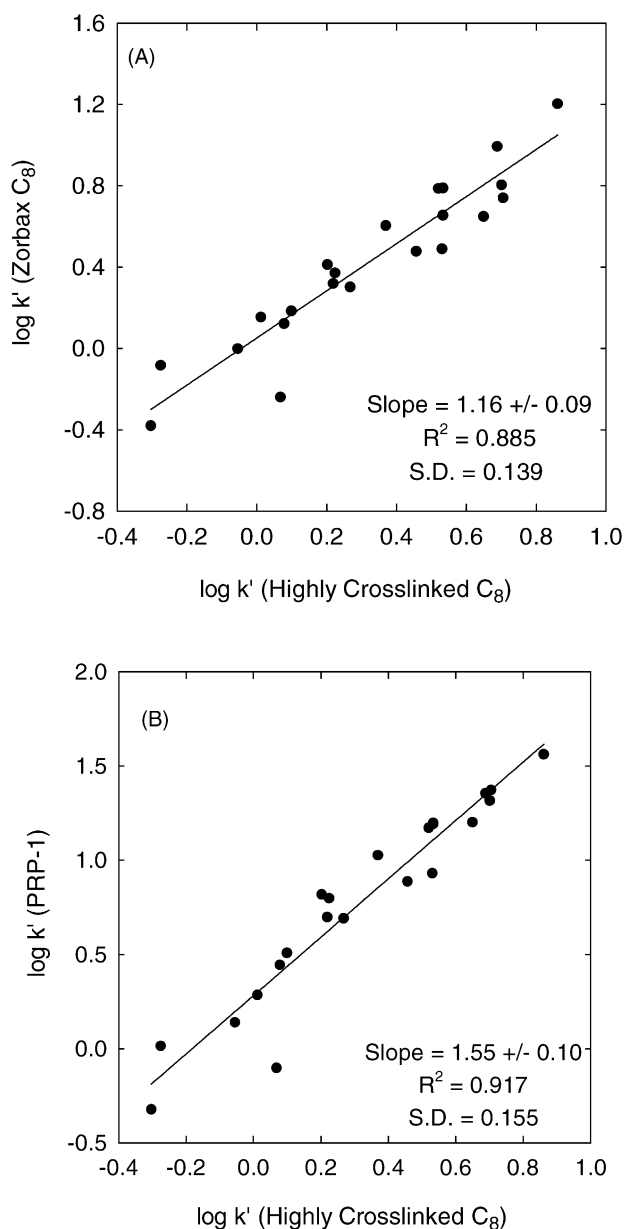 (A)
1.6
1.2
0.8
0.4
0.0
-0.4
-0.8
log k' (Zorbax C8)
Slope = 1.16 +/- 0.09
R² = 0.885
S.D. = 0.139
-0.4 -0.2 0.0 0.2 0.4 0.6 0.8 1.0
log k' (Highly Crosslinked C8)
(B)
2.0
1.5
1.0
0.5
0.0
-0.5
log k' (PRP-1)
Slope = 1.55 +/- 0.10
R² = 0.917
S.D. = 0.155
-0.4 -0.2 0.0 0.2 0.4 0.6 0.8 1.0
log k' (Highly Crosslinked C8)